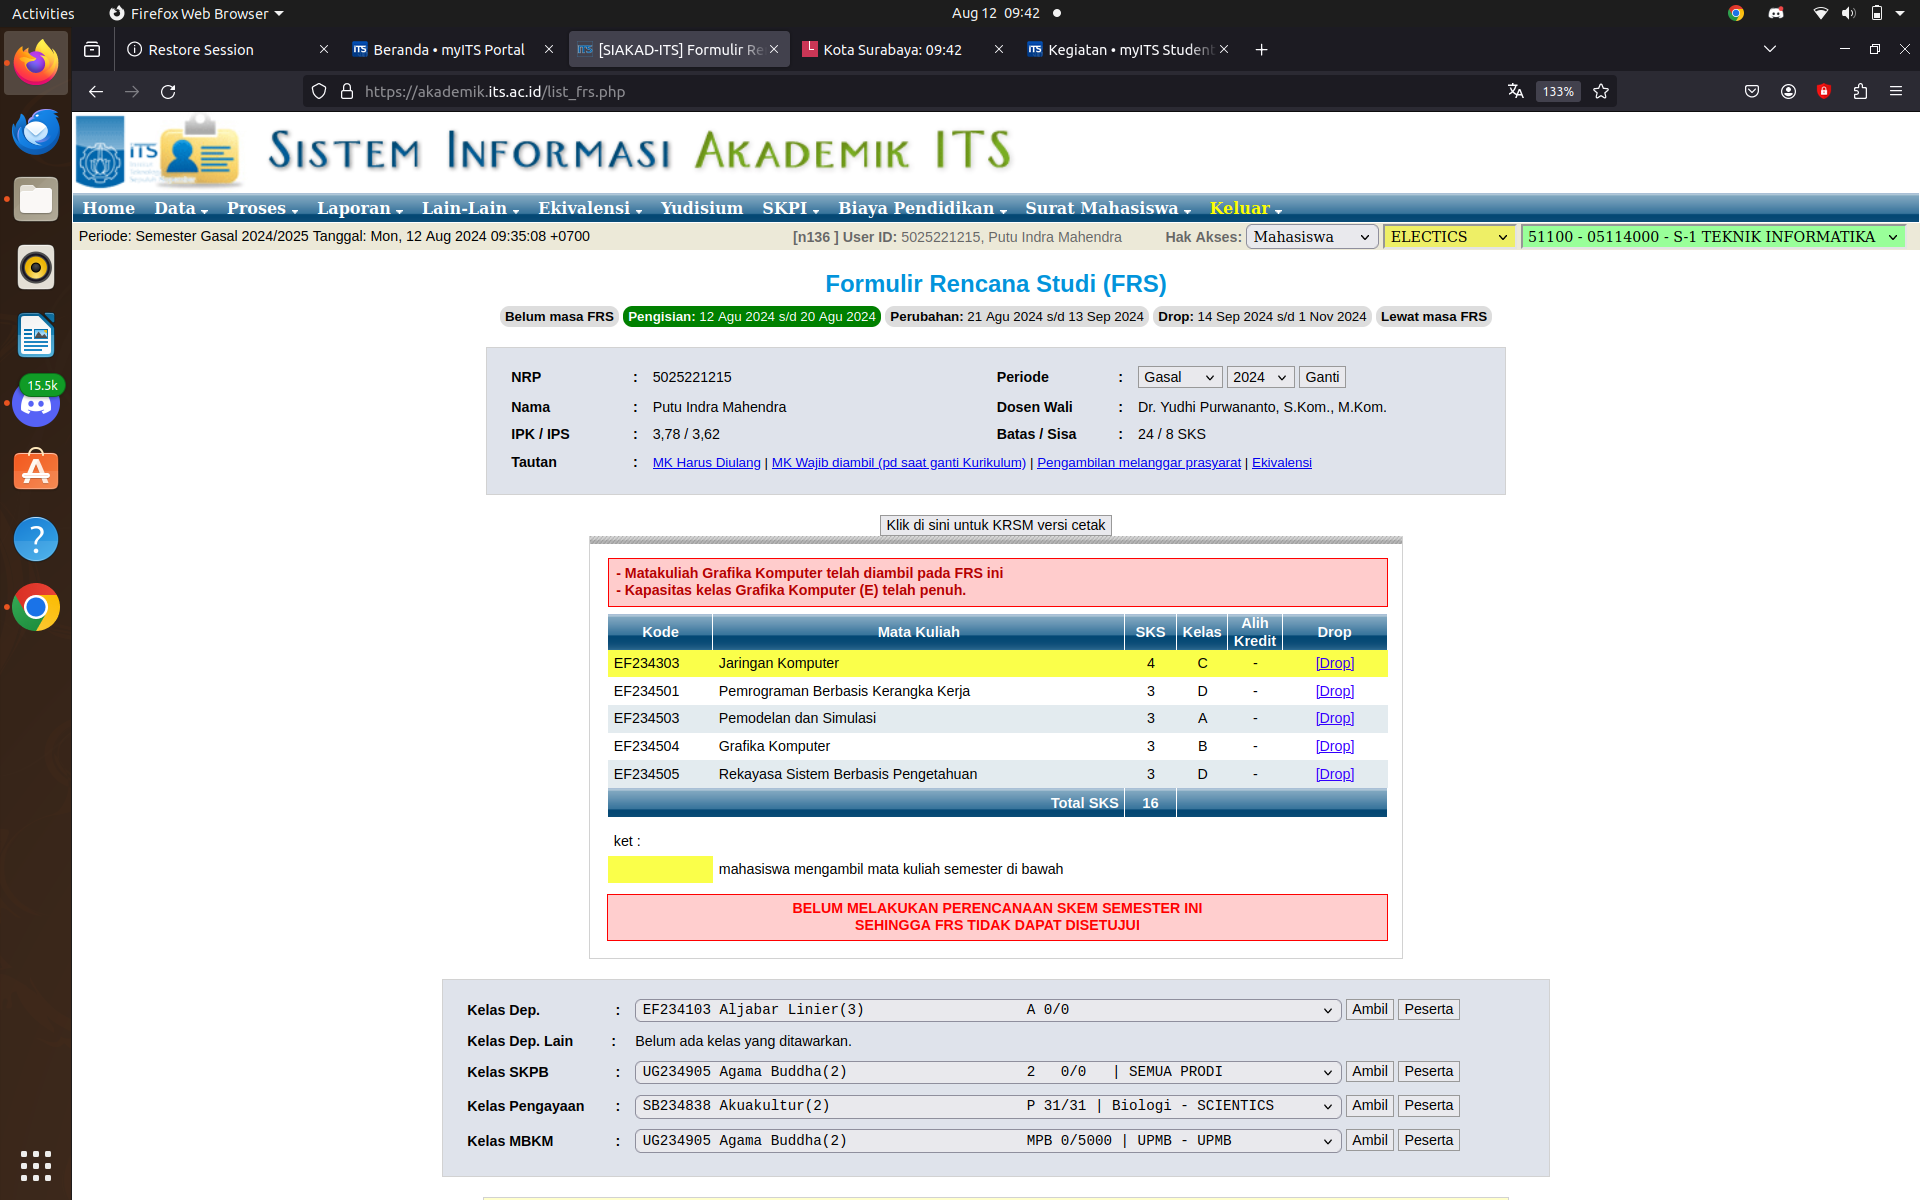 Activities
Firefox Web Browser
Aug 12 09:42
Restore Session
Beranda • myITS Portal
[SIAKAD-ITS] Formulir Re
Kota Surabaya: 09:42
Kegiatan • myITS Student
https://akademik.its.ac.id/list_frs.php
133%
ITS
SISTEM INFORMASI AKADEMIK ITS
Home
Data
Proses
Laporan
Lain-Lain
Ekivalensi
Yudisium
SKPI
Biaya Pendidikan
Surat Mahasiswa
Keluar
Periode: Semester Gasal 2024/2025 Tanggal: Mon, 12 Aug 2024 09:35:08 +0700
[n136 ] User ID: 5025221215, Putu Indra Mahendra
Hak Akses: Mahasiswa
ELECTICS
51100 - 05114000 - S-1 TEKNIK INFORMATIKA
Formulir Rencana Studi (FRS)
Belum masa FRS
Pengisian: 12 Agu 2024 s/d 20 Agu 2024
Perubahan: 21 Agu 2024 s/d 13 Sep 2024
Drop: 14 Sep 2024 s/d 1 Nov 2024
Lewat masa FRS
NRP : 5025221215
Periode : Gasal 2024 Ganti
Nama : Putu Indra Mahendra
Dosen Wali : Dr. Yudhi Purwananto, S.Kom., M.Kom.
IPK / IPS : 3,78 / 3,62
Batas / Sisa : 24 / 8 SKS
Tautan : MK Harus Diulang | MK Wajib diambil (pd saat ganti Kurikulum) | Pengambilan melanggar prasyarat | Ekivalensi
Klik di sini untuk KRSM versi cetak
- Matakuliah Grafika Komputer telah diambil pada FRS ini
- Kapasitas kelas Grafika Komputer (E) telah penuh.
Kode Mata Kuliah SKS Kelas Alih Kredit Drop
EF234303 Jaringan Komputer 4 C - [Drop]
EF234501 Pemrograman Berbasis Kerangka Kerja 3 D - [Drop]
EF234503 Pemodelan dan Simulasi 3 A - [Drop]
EF234504 Grafika Komputer 3 B - [Drop]
EF234505 Rekayasa Sistem Berbasis Pengetahuan 3 D - [Drop]
Total SKS 16
ket :
mahasiswa mengambil mata kuliah semester di bawah
BELUM MELAKUKAN PERENCANAAN SKEM SEMESTER INI
SEHINGGA FRS TIDAK DAPAT DISETUJUI
Kelas Dep. : EF234103 Aljabar Linier(3) A 0/0 Ambil Peserta
Kelas Dep. Lain : Belum ada kelas yang ditawarkan.
Kelas SKPB : UG234905 Agama Buddha(2) 2 0/0 | SEMUA PRODI Ambil Peserta
Kelas Pengayaan : SB234838 Akuakultur(2) P 31/31 | Biologi - SCIENTICS Ambil Peserta
Kelas MBKM : UG234905 Agama Buddha(2) MPB 0/5000 | UPMB - UPMB Ambil Peserta
15.5k